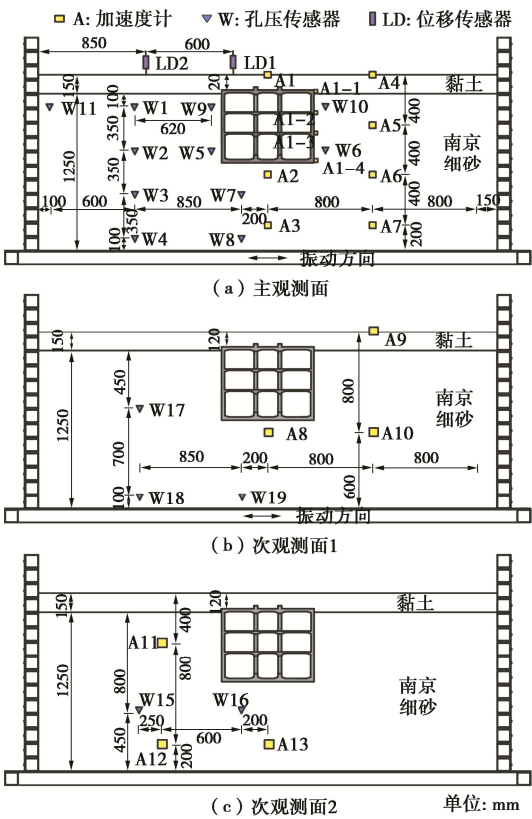 A: 加速度计 W: 孔压传感器 LD: 位移传感器
850 600
LD2 LD1
150 20 A1 A4
黏土
W11 100 W1 W9 A1-1 W10 400
350 620 A1-2 A5
1250 W2 W5 A1-3 W6 南京
细砂
350 A1-4 400
A2 A6
W3 W7
100 600 850 200 800 400 800 150
350
100 W4 W8 A3 A7 200
振动方向
(a) 主观测面
150 120 A9 黏土
450 800 南京
细砂
1250 W17
A8 A10
700 850 200 800 800
100 W18 W19 600
振动方向
(b) 次观测面1
150 400 120 黏土
A11
1250 800 800 南京
细砂
W15 W16
250 600 200
450 A12 200 A13
(c) 次观测面2 单位: mm